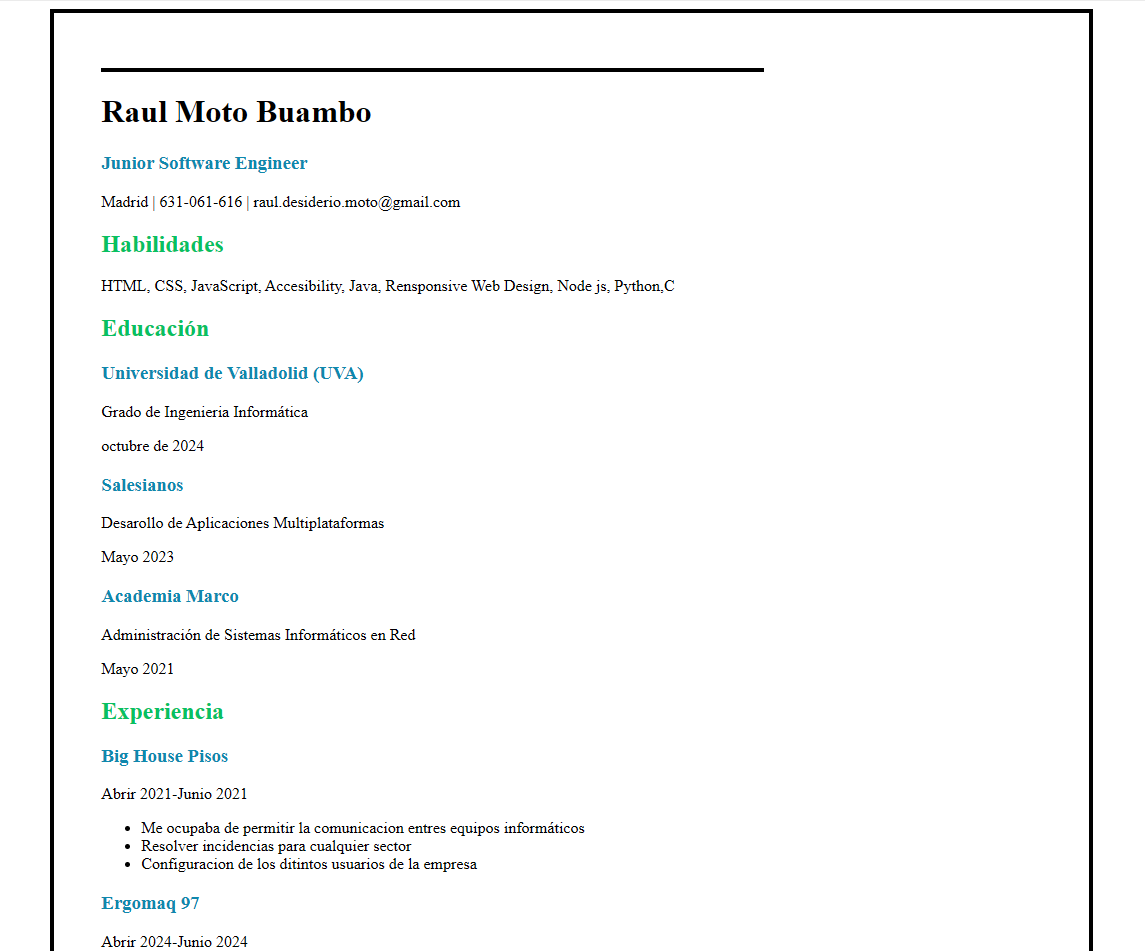 Raul Moto Buambo
Junior Software Engineer
Madrid | 631-061-616 | raul.desiderio.moto@gmail.com
Habilidades
HTML, CSS, JavaScript, Accesibility, Java, Rensponsive Web Design, Node js, Python,C
Educación
Universidad de Valladolid (UVA)
Grado de Ingenieria Informática
octubre de 2024
Salesianos
Desarollo de Aplicaciones Multiplataformas
Mayo 2023
Academia Marco
Administración de Sistemas Informáticos en Red
Mayo 2021
Experiencia
Big House Pisos
Abrir 2021-Junio 2021
• Me ocupaba de permitir la comunicacion entres equipos informáticos
• Resolver incidencias para cualquier sector
• Configuracion de los ditintos usuarios de la empresa
Ergomaq 97
Abrir 2024-Junio 2024